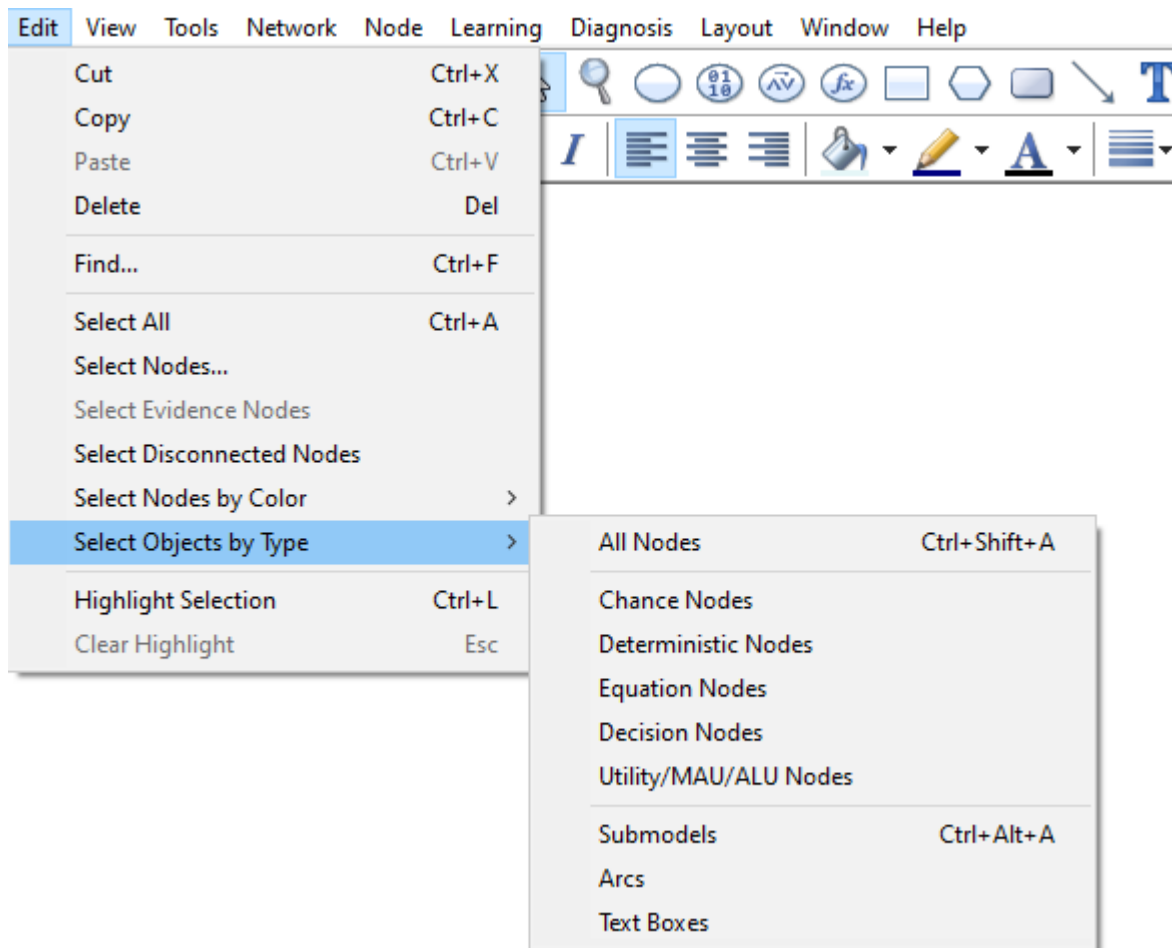 Edit View Tools Network Node Learning Diagnosis Layout Window Help
Cut Ctrl+X
Copy Ctrl+C
Paste Ctrl+V
Delete Del
Find... Ctrl+F
Select All Ctrl+A
Select Nodes...
Select Evidence Nodes
Select Disconnected Nodes
Select Nodes by Color >
Select Objects by Type >
Highlight Selection Ctrl+L
Clear Highlight Esc
01
10
fx
T
I
A
All Nodes Ctrl+Shift+A
Chance Nodes
Deterministic Nodes
Equation Nodes
Decision Nodes
Utility/MAU/ALU Nodes
Submodels Ctrl+Alt+A
Arcs
Text Boxes